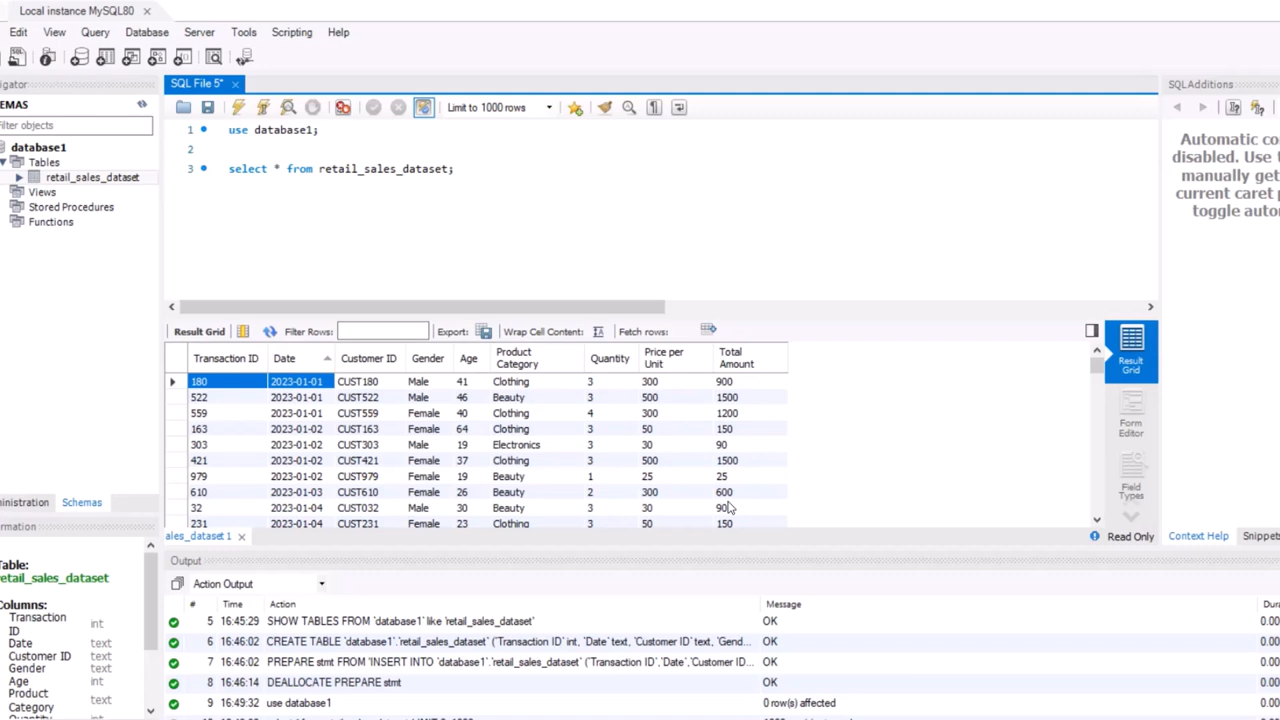 Local instance MySQL80
Edit View Query Database Server Tools Scripting Help
SQL File 5*
SQLAdditions
Limit to 1000 rows
Filter objects
1 use database1;
2
3 select * from retail_sales_dataset;
database1
Tables
retail_sales_dataset
Views
Stored Procedures
Functions
Automatic
disabled. Use
manually get
current caret
toggle
Result Grid Filter Rows: Export: Wrap Cell Content: Fetch rows:
Transaction ID Date Customer ID Gender Age Product Category Quantity Price per Unit Total Amount
180 2023-01-01 CUST180 Male 41 Clothing 3 300 900
522 2023-01-01 CUST522 Male 46 Beauty 3 500 1500
559 2023-01-01 CUST559 Female 40 Clothing 4 300 1200
163 2023-01-02 CUST163 Female 64 Clothing 3 50 150
303 2023-01-02 CUST303 Male 19 Electronics 3 30 90
421 2023-01-02 CUST421 Female 37 Clothing 3 500 1500
979 2023-01-02 CUST979 Female 19 Beauty 1 25 25
610 2023-01-03 CUST610 Female 26 Beauty 2 300 600
32 2023-01-04 CUST032 Male 30 Beauty 3 30 90
231 2023-01-04 CUST231 Female 23 Clothing 3 50 150
Result Grid
Form Editor
Field Types
Schemas
ales_dataset 1
Read Only
Context Help Snippets
Output
Action Output
# Time Action Message
5 16:45:29 SHOW TABLES FROM `database1` like 'retail_sales_dataset' OK 0.00
6 16:46:02 CREATE TABLE `database1`.`retail_sales_dataset` (`Transaction ID` int, `Date` text, `Customer ID` text, `Gend... OK 0.00
7 16:46:02 PREPARE stmt FROM 'INSERT INTO `database1`.`retail_sales_dataset` (`Transaction ID`,`Date`,`Customer ID... OK 0.00
8 16:46:14 DEALLOCATE PREPARE stmt OK 0.00
9 16:49:32 use database1 0 row(s) affected 0.00
Table:
retail_sales_dataset
Columns:
Transaction ID int
Date text
Customer ID text
Gender text
Age int
Product Category text